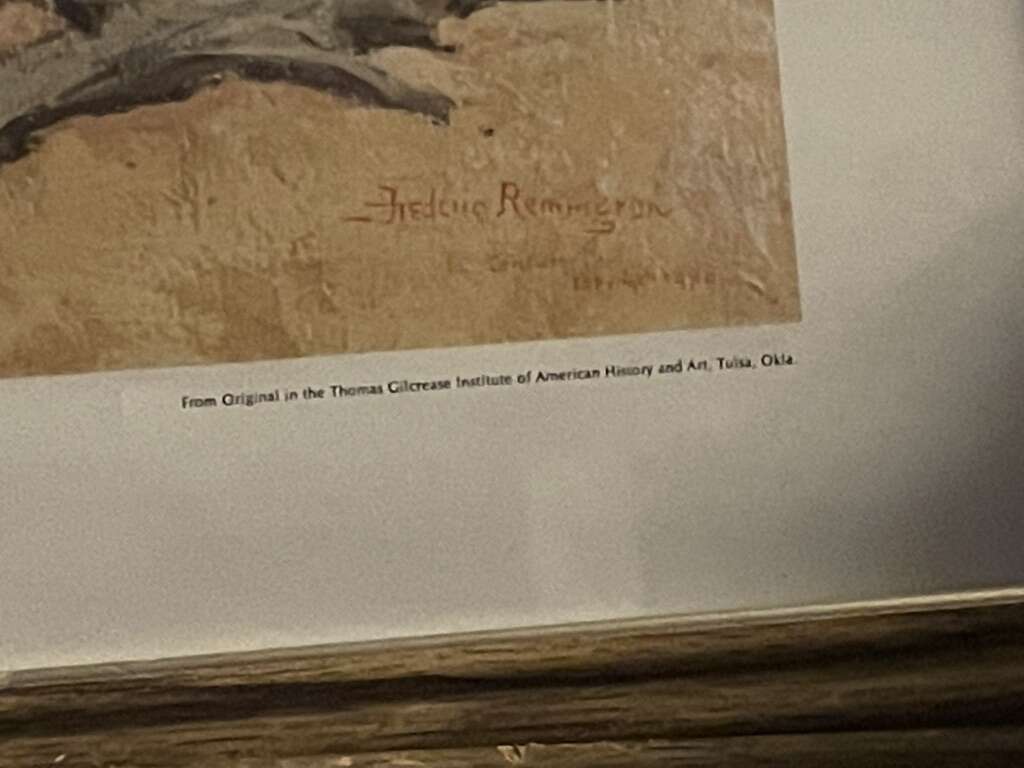 Frederic Remington
From Original in the Thomas Gilcrease Institute of American History and Art, Tulsa, Okla.